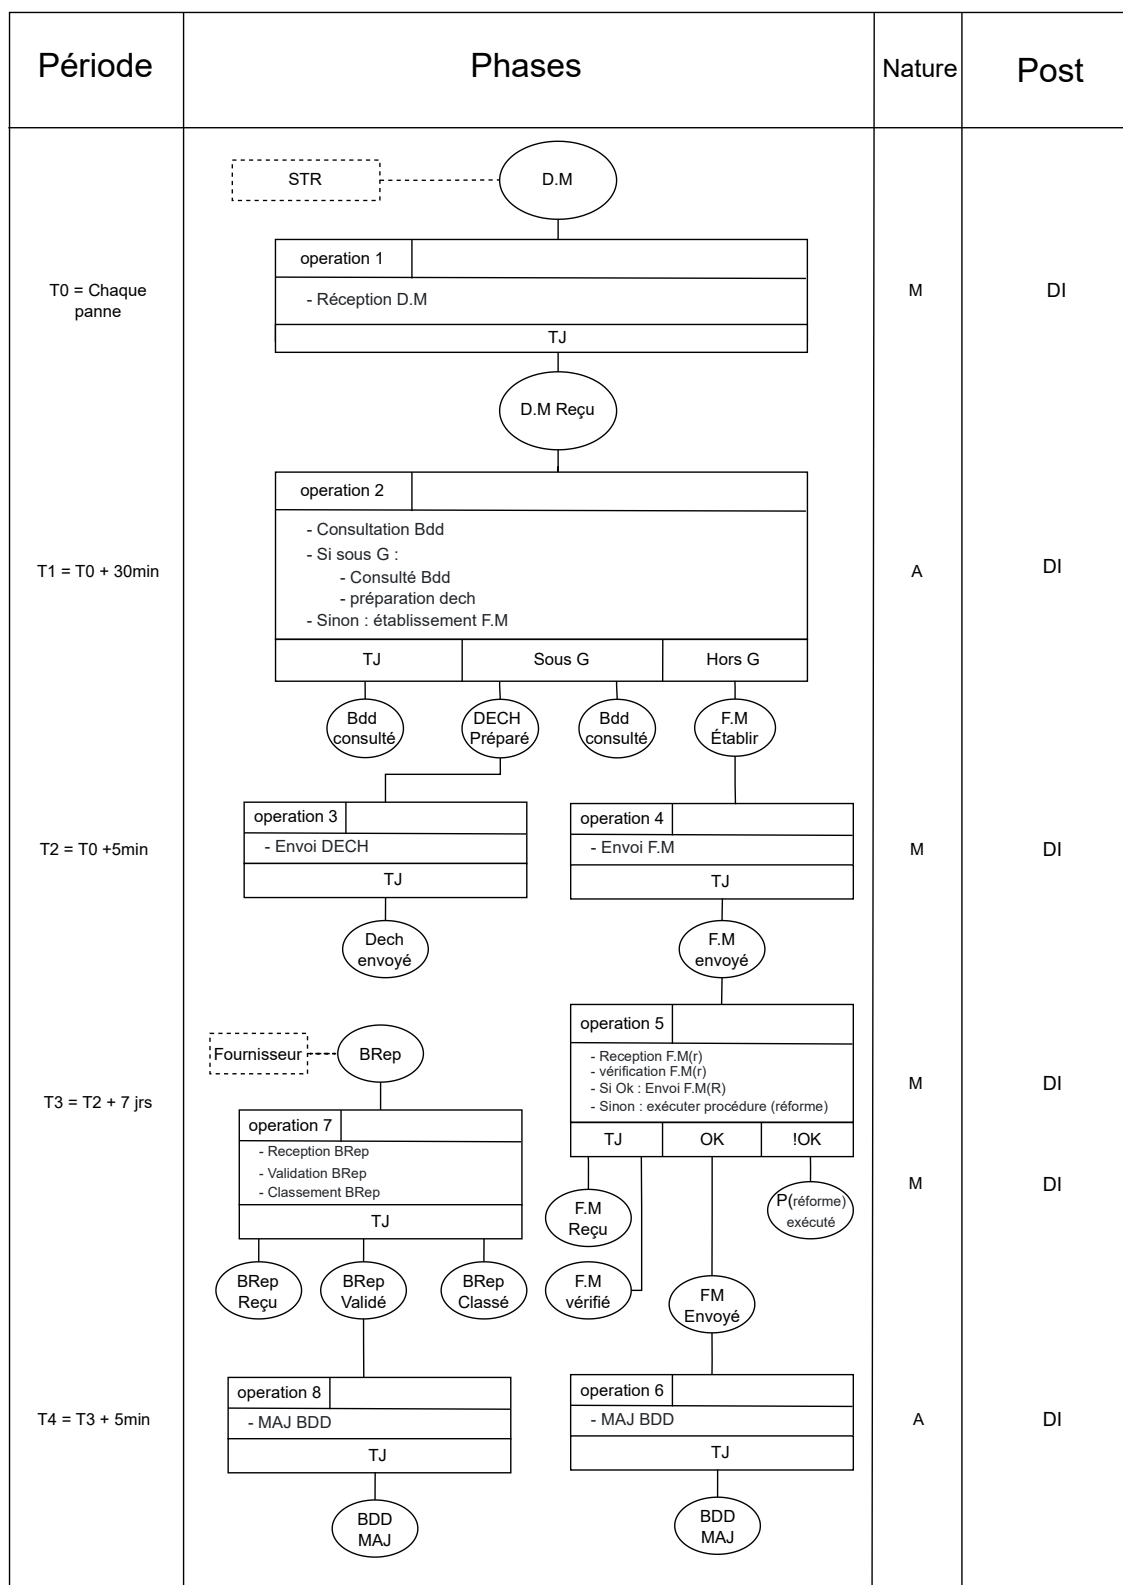 Période
Phases
Nature
Post
STR
D.M
operation 1
- Réception D.M
TJ
T0 = Chaque
panne
M
DI
D.M Reçu
operation 2
- Consultation Bdd
- Si sous G :
- Consulté Bdd
- préparation dech
- Sinon : établissement F.M
TJ
Sous G
Hors G
T1 = T0 + 30min
A
DI
Bdd
consulté
DECH
Préparé
Bdd
consulté
F.M
Établir
operation 3
- Envoi DECH
TJ
operation 4
- Envoi F.M
TJ
T2 = T0 +5min
M
DI
Dech
envoyé
F.M
envoyé
Fournisseur
BRep
operation 5
- Reception F.M(r)
- vérification F.M(r)
- Si Ok : Envoi F.M(R)
- Sinon : exécuter procédure (réforme)
TJ
OK
!OK
T3 = T2 + 7 jrs
M
DI
operation 7
- Reception BRep
- Validation BRep
- Classement BRep
TJ
M
DI
F.M
Reçu
P(réforme)
exécuté
BRep
Reçu
BRep
Validé
BRep
Classé
F.M
vérifié
FM
Envoyé
operation 8
- MAJ BDD
TJ
operation 6
- MAJ BDD
TJ
T4 = T3 + 5min
A
DI
BDD
MAJ
BDD
MAJ